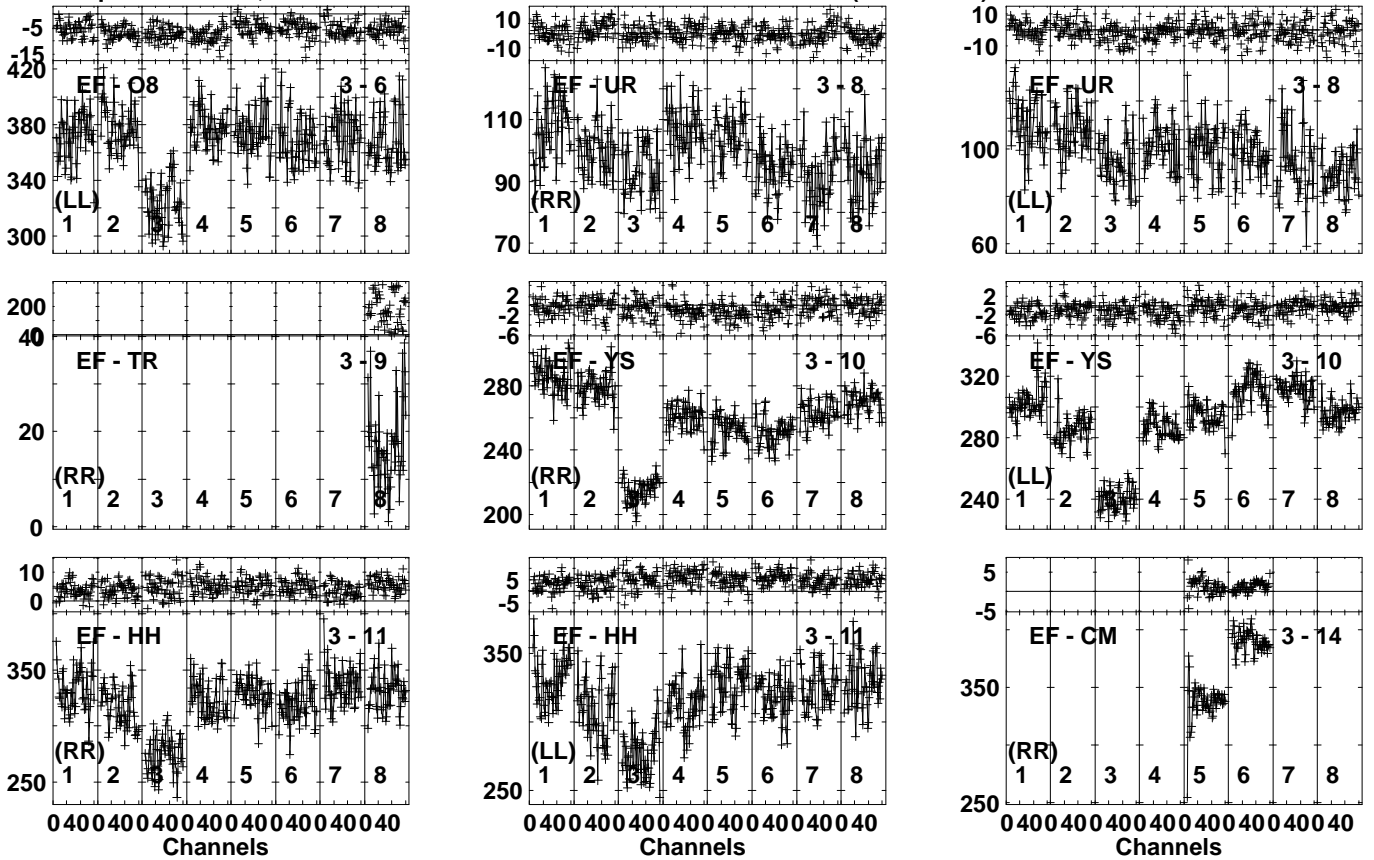 -5
-15
420
380
340
300
EF - O8 3 - 6
(LL)
1 2 3 4 5 6 7 8
10
-10
110
90
70
EF - UR 3 - 8
(RR)
1 2 3 4 5 6 7 8
10
-10
100
60
EF - UR 3 - 8
(LL)
1 2 3 4 5 6 7 8
200
0
40
20
0
EF - TR 3 - 9
(RR)
1 2 3 4 5 6 7 8
2
-2
-6
280
240
200
EF - YS 3 - 10
(RR)
1 2 3 4 5 6 7 8
2
-2
-6
320
280
240
EF - YS 3 - 10
(LL)
1 2 3 4 5 6 7 8
10
0
350
250
EF - HH 3 - 11
(RR)
1 2 3 4 5 6 7 8
0 40 0 40 0 40 0 40 0 40 0 40 0 40 0 40
Channels
5
-5
350
250
EF - HH 3 - 11
(LL)
1 2 3 4 5 6 7 8
0 40 0 40 0 40 0 40 0 40 0 40 0 40 0 40
Channels
5
-5
350
250
EF - CM 3 - 14
(RR)
1 2 3 4 5 6 7 8
0 40 0 40 0 40 0 40 0 40 0 40 0 40 0 40
Channels